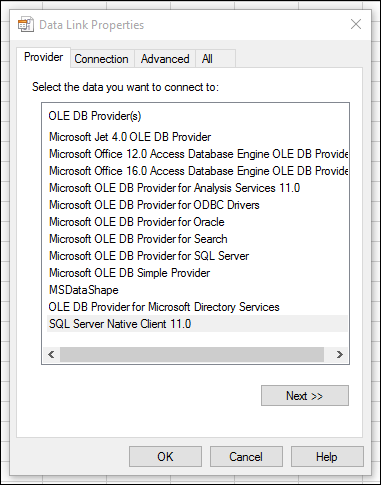 Data Link Properties
Provider Connection Advanced All
Select the data you want to connect to:
OLE DB Provider(s)
Microsoft Jet 4.0 OLE DB Provider
Microsoft Office 12.0 Access Database Engine OLE DB Provide
Microsoft Office 16.0 Access Database Engine OLE DB Provide
Microsoft OLE DB Provider for Analysis Services 11.0
Microsoft OLE DB Provider for ODBC Drivers
Microsoft OLE DB Provider for Oracle
Microsoft OLE DB Provider for Search
Microsoft OLE DB Provider for SQL Server
Microsoft OLE DB Simple Provider
MSDataShape
OLE DB Provider for Microsoft Directory Services
SQL Server Native Client 11.0
Next >>
OK Cancel Help